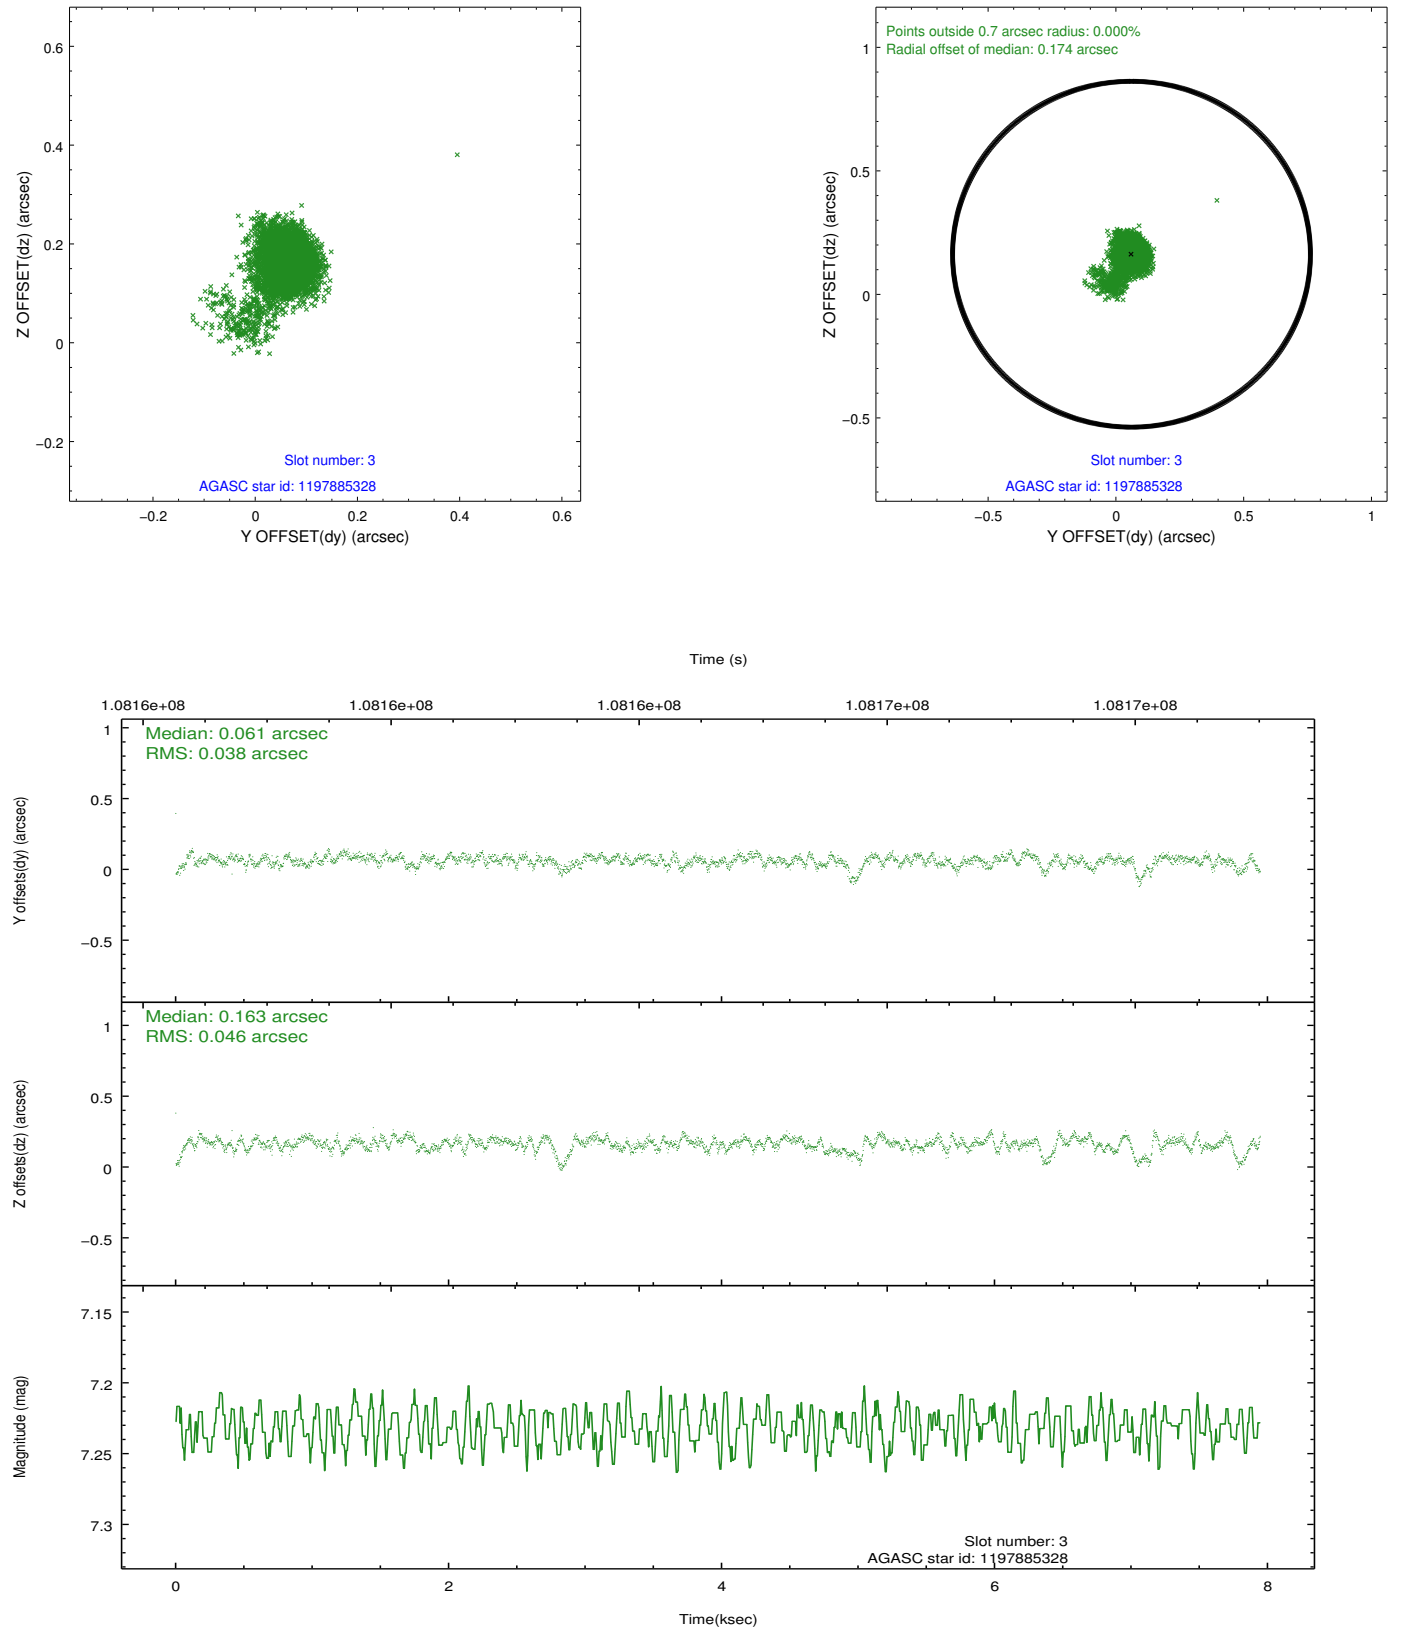 0.6
0.4
0.2
0
−0.2
Z OFFSET(dz) (arcsec)
Slot number: 3
AGASC star id: 1197885328
−0.2 0 0.2 0.4 0.6
Y OFFSET(dy) (arcsec)
Points outside 0.7 arcsec radius: 0.000%
Radial offset of median: 0.174 arcsec
1
0.5
0
−0.5
Z OFFSET(dz) (arcsec)
Slot number: 3
AGASC star id: 1197885328
−0.5 0 0.5 1
Y OFFSET(dy) (arcsec)
Time (s)
1.0816e+08 1.0816e+08 1.0816e+08 1.0817e+08 1.0817e+08
Median: 0.061 arcsec
RMS: 0.038 arcsec
1
0.5
0
−0.5
Y offsets(dy) (arcsec)
Median: 0.163 arcsec
RMS: 0.046 arcsec
1
0.5
0
−0.5
Z offsets(dz) (arcsec)
7.15
7.2
7.25
7.3
Magnitude (mag)
Slot number: 3
AGASC star id: 1197885328
0 2 4 6 8
Time(ksec)